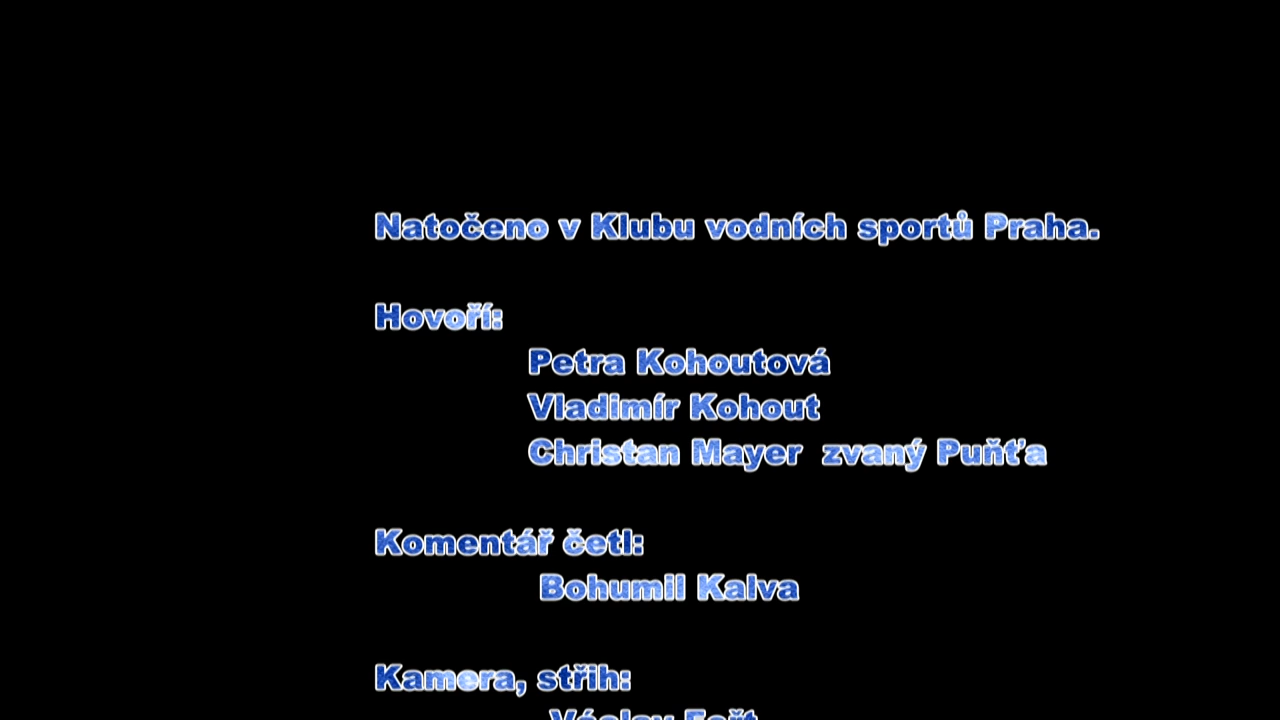 Natočeno v Klubu vodních sportů Praha.
Hovoří:
Petra Kohoutová
Vladimír Kohout
Christan Mayer zvaný Puňťa
Komentář četl:
Bohumil Kalva
Kamera, střih:
Václav